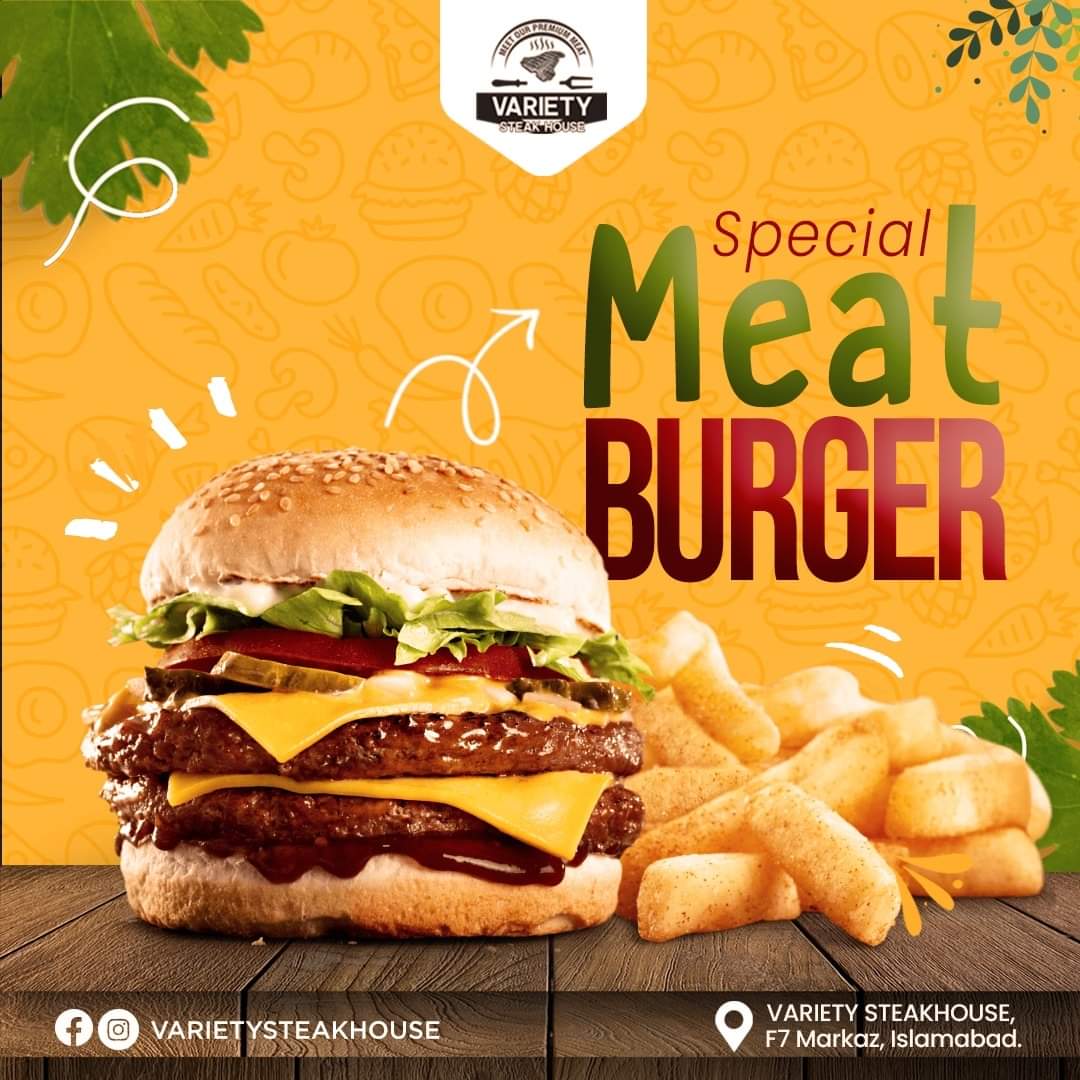 MEET OUR PREMIUM MEAT
VARIETY
STEAK HOUSE
Special
Meat
BURGER
VARIETYSTEAKHOUSE
VARIETY STEAKHOUSE,
F7 Markaz, Islamabad.